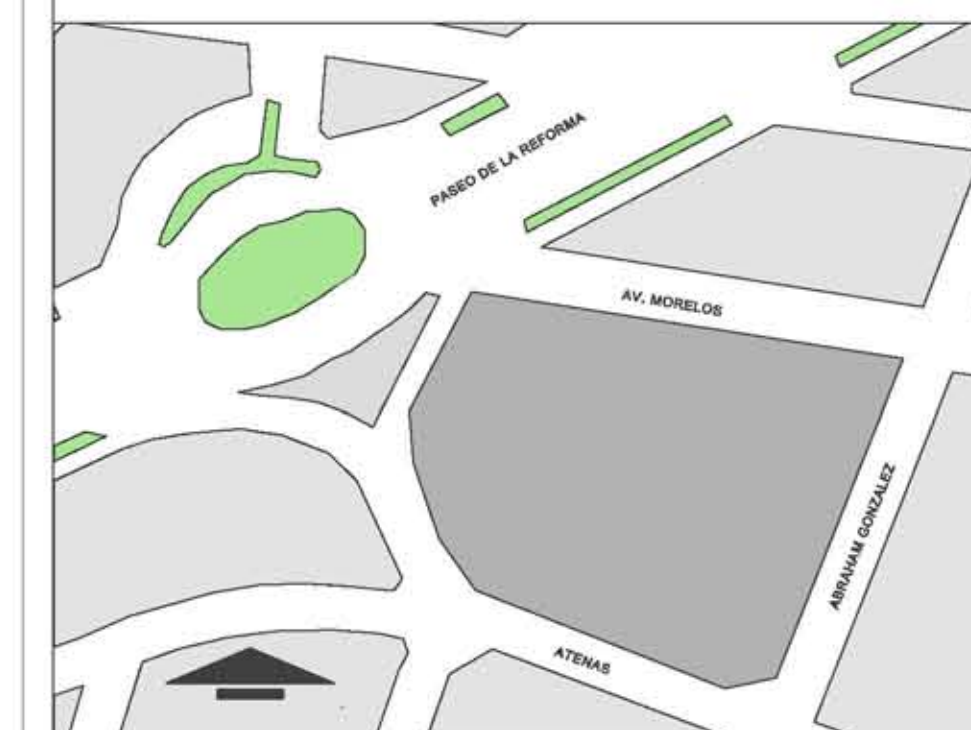 PASEO DE LA REFORMA
AV. MORELOS
ABRAHAM GONZALEZ
ATENAS